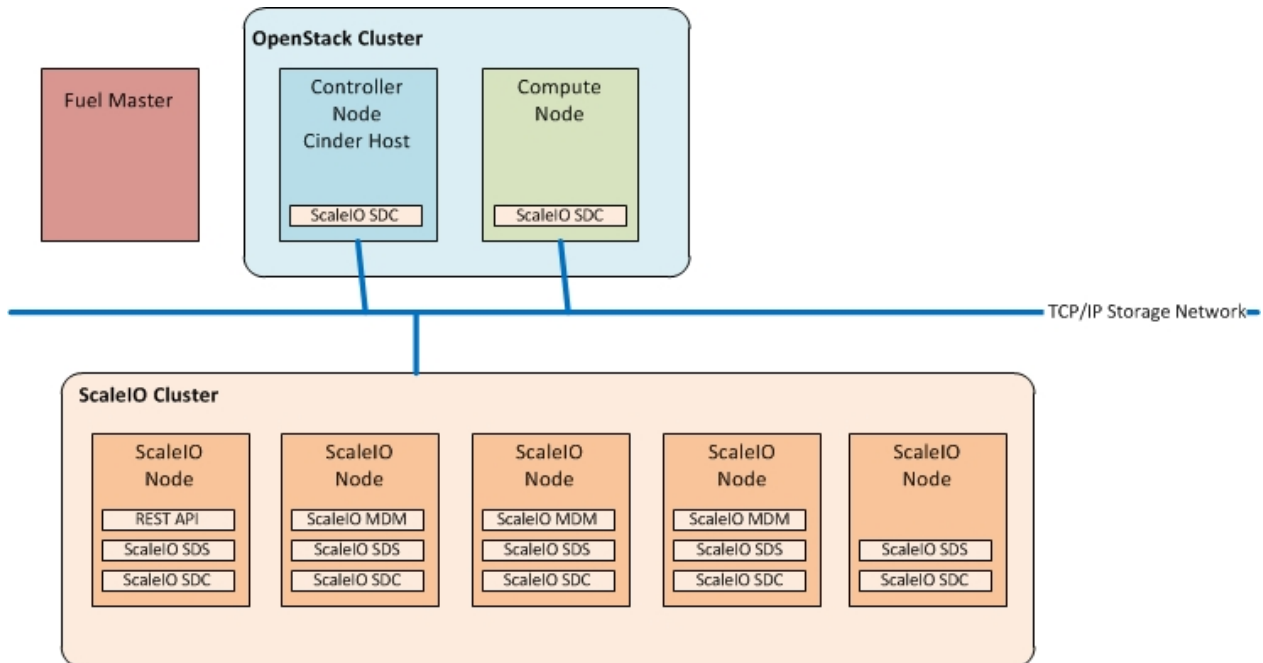 OpenStack Cluster
Fuel Master
Controller
Node
Cinder Host
ScaleIO SDC
Compute
Node
ScaleIO SDC
TCP/IP Storage Network
ScaleIO Cluster
ScaleIO
Node
REST API
ScaleIO SDS
ScaleIO SDC
ScaleIO
Node
ScaleIO MDM
ScaleIO SDS
ScaleIO SDC
ScaleIO
Node
ScaleIO MDM
ScaleIO SDS
ScaleIO SDC
ScaleIO
Node
ScaleIO MDM
ScaleIO SDS
ScaleIO SDC
ScaleIO
Node
ScaleIO SDS
ScaleIO SDC